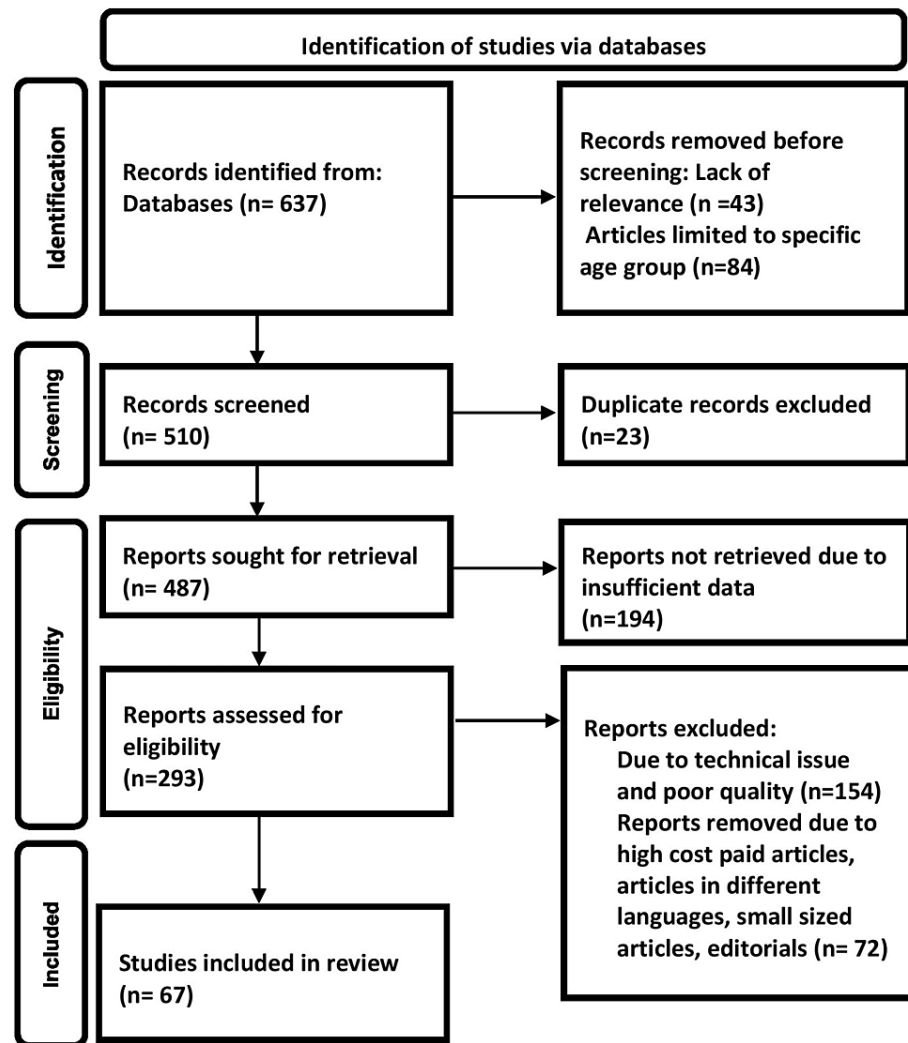 Identification of studies via databases
Identification
Records identified from:
Databases (n= 637)
Records removed before
screening: Lack of
relevance (n =43)
Articles limited to specific
age group (n=84)
Screening
Records screened
(n= 510)
Duplicate records excluded
(n=23)
Eligibility
Reports sought for retrieval
(n= 487)
Reports not retrieved due to
insufficient data
(n=194)
Reports assessed for
eligibility
(n=293)
Reports excluded:
Due to technical issue
and poor quality (n=154)
Reports removed due to
high cost paid articles,
articles in different
languages, small sized
articles, editorials (n= 72)
Included
Studies included in review
(n= 67)